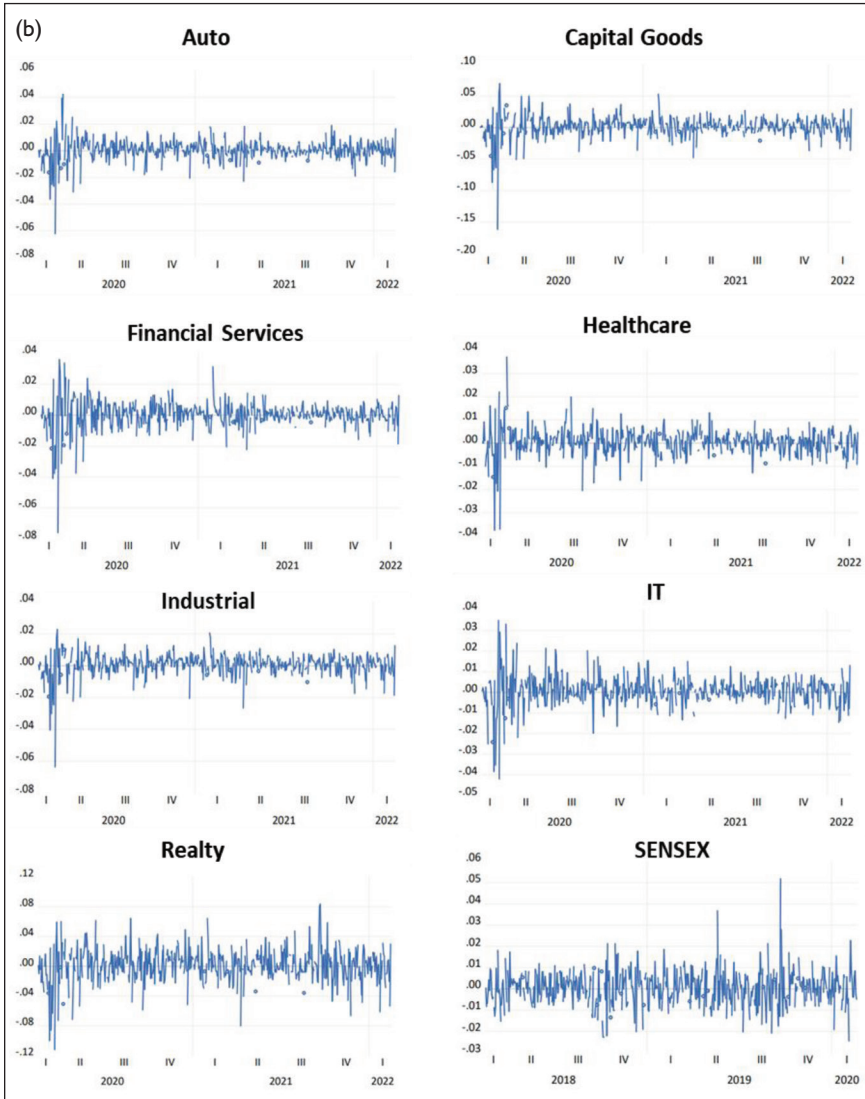 (b)
Auto
.06
.04
.02
.00
-.02
-.04
-.06
-.08
I II III IV I II III IV I
2020 2021 2022
Capital Goods
.10
.05
.00
-.05
-.10
-.15
-.20
I II III IV I II III IV I
2020 2021 2022
Financial Services
.04
.02
.00
-.02
-.04
-.06
-.08
I II III IV I II III IV I
2020 2021 2022
Healthcare
.04
.03
.02
.01
.00
-.01
-.02
-.03
-.04
I II III IV I II III IV I
2020 2021 2022
Industrial
.04
.02
.00
-.02
-.04
-.06
-.08
I II III IV I II III IV I
2020 2021 2022
IT
.04
.03
.02
.01
.00
-.01
-.02
-.03
-.04
-.05
I II III IV I II III IV I
2020 2021 2022
Realty
.12
.08
.04
.00
-.04
-.08
-.12
I II III IV I II III IV I
2020 2021 2022
SENSEX
.06
.05
.04
.03
.02
.01
.00
-.01
-.02
-.03
I II III IV I II III IV I
2018 2019 2020